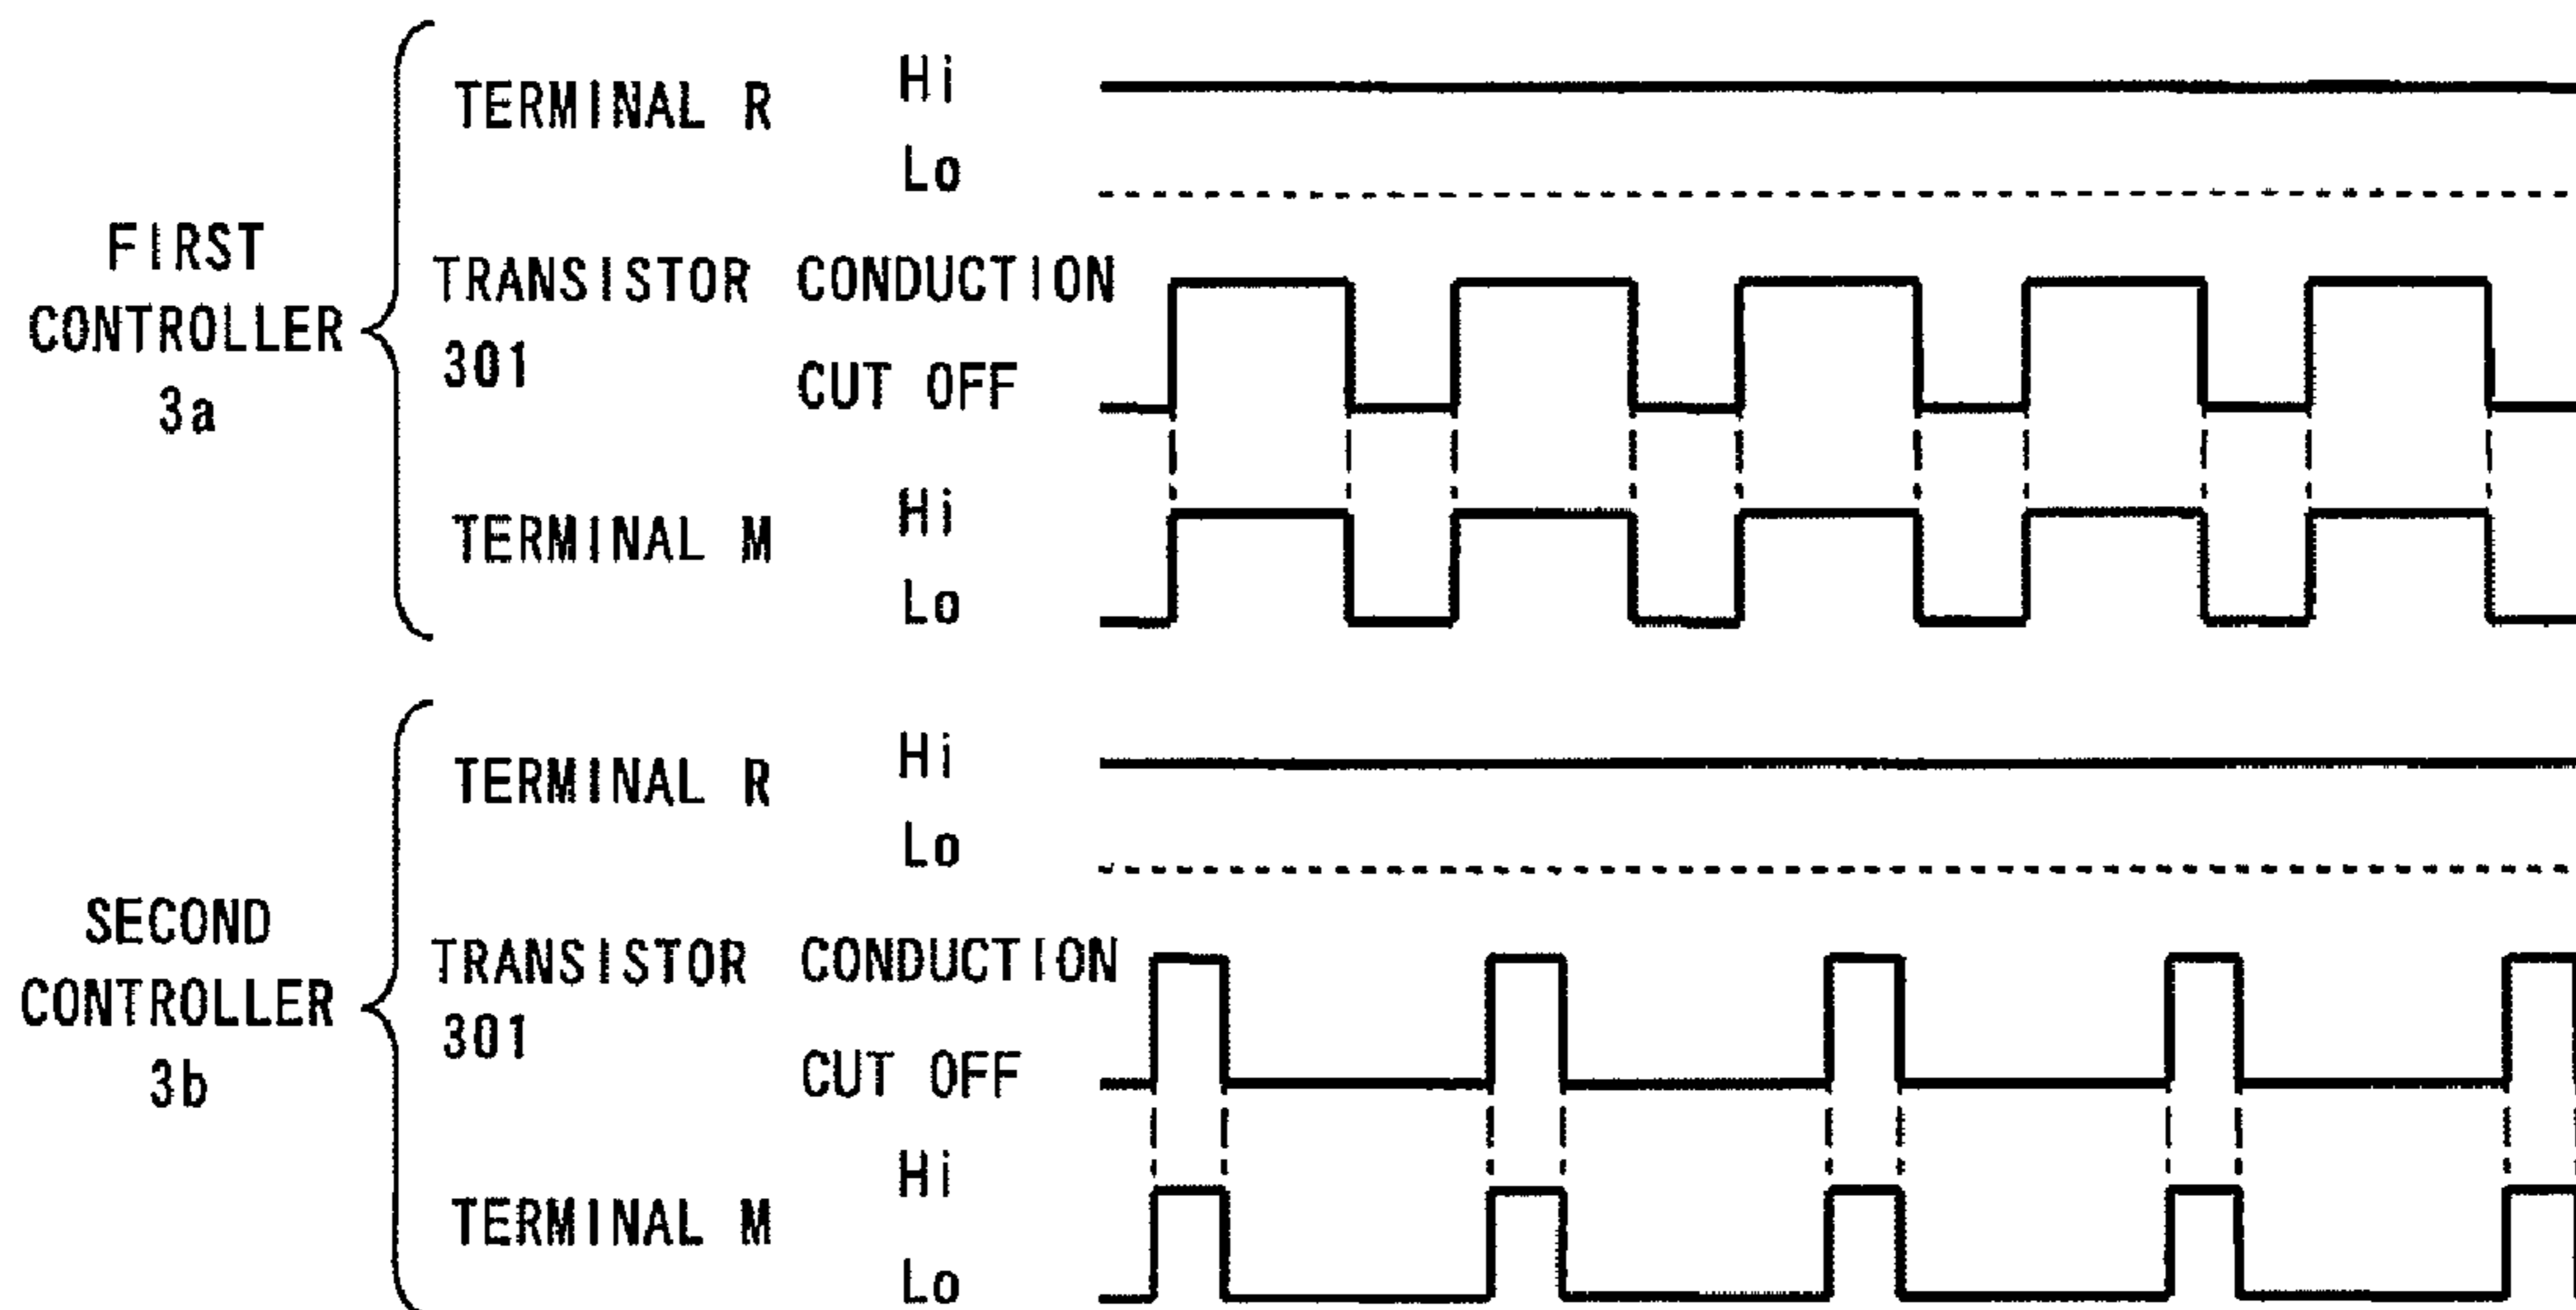 FIRST
CONTROLLER
3a
TERMINAL R
Hi
Lo
TRANSISTOR
301
CONDUCTION
CUT OFF
TERMINAL M
Hi
Lo
SECOND
CONTROLLER
3b
TERMINAL R
Hi
Lo
TRANSISTOR
301
CONDUCTION
CUT OFF
TERMINAL M
Hi
Lo